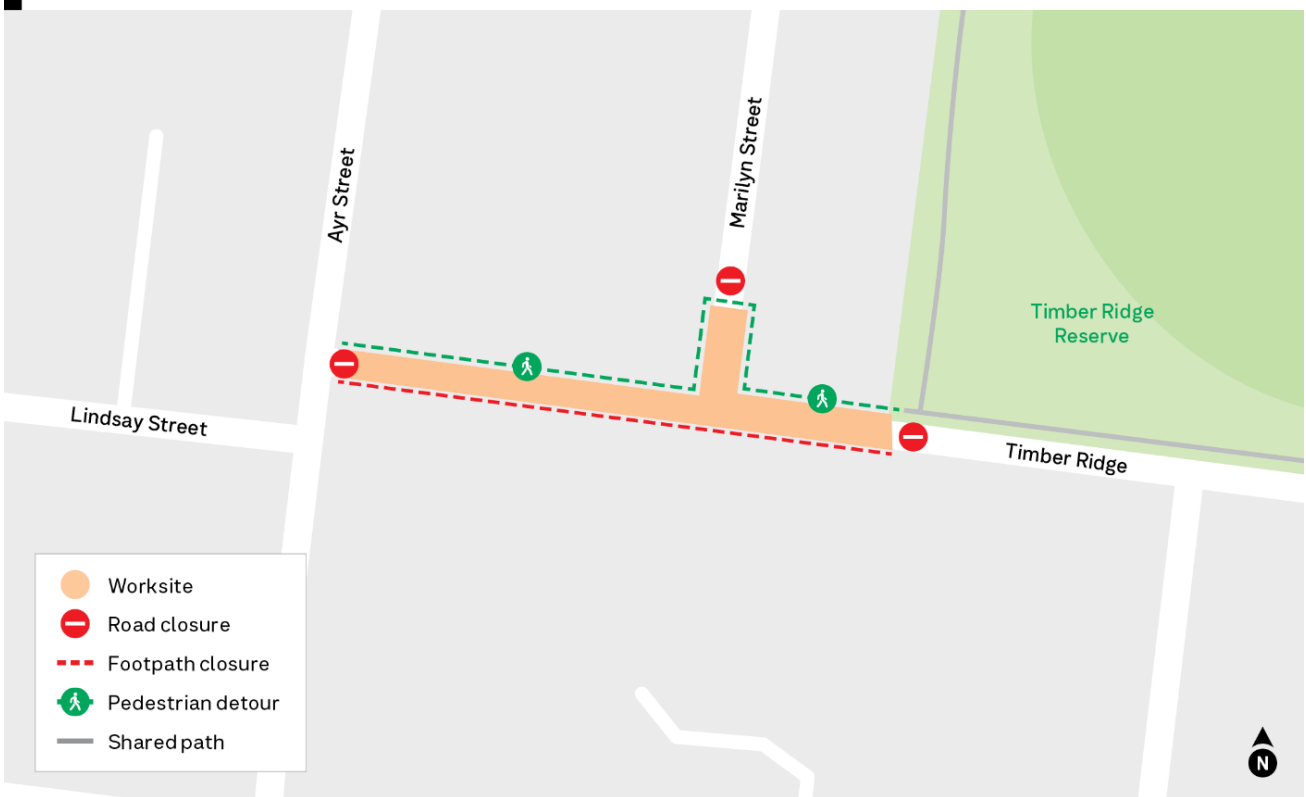 Ayr Street
Marilyn Street
Timber Ridge
Reserve
Lindsay Street
Timber Ridge
Worksite
Road closure
Footpath closure
Pedestrian detour
Shared path
N